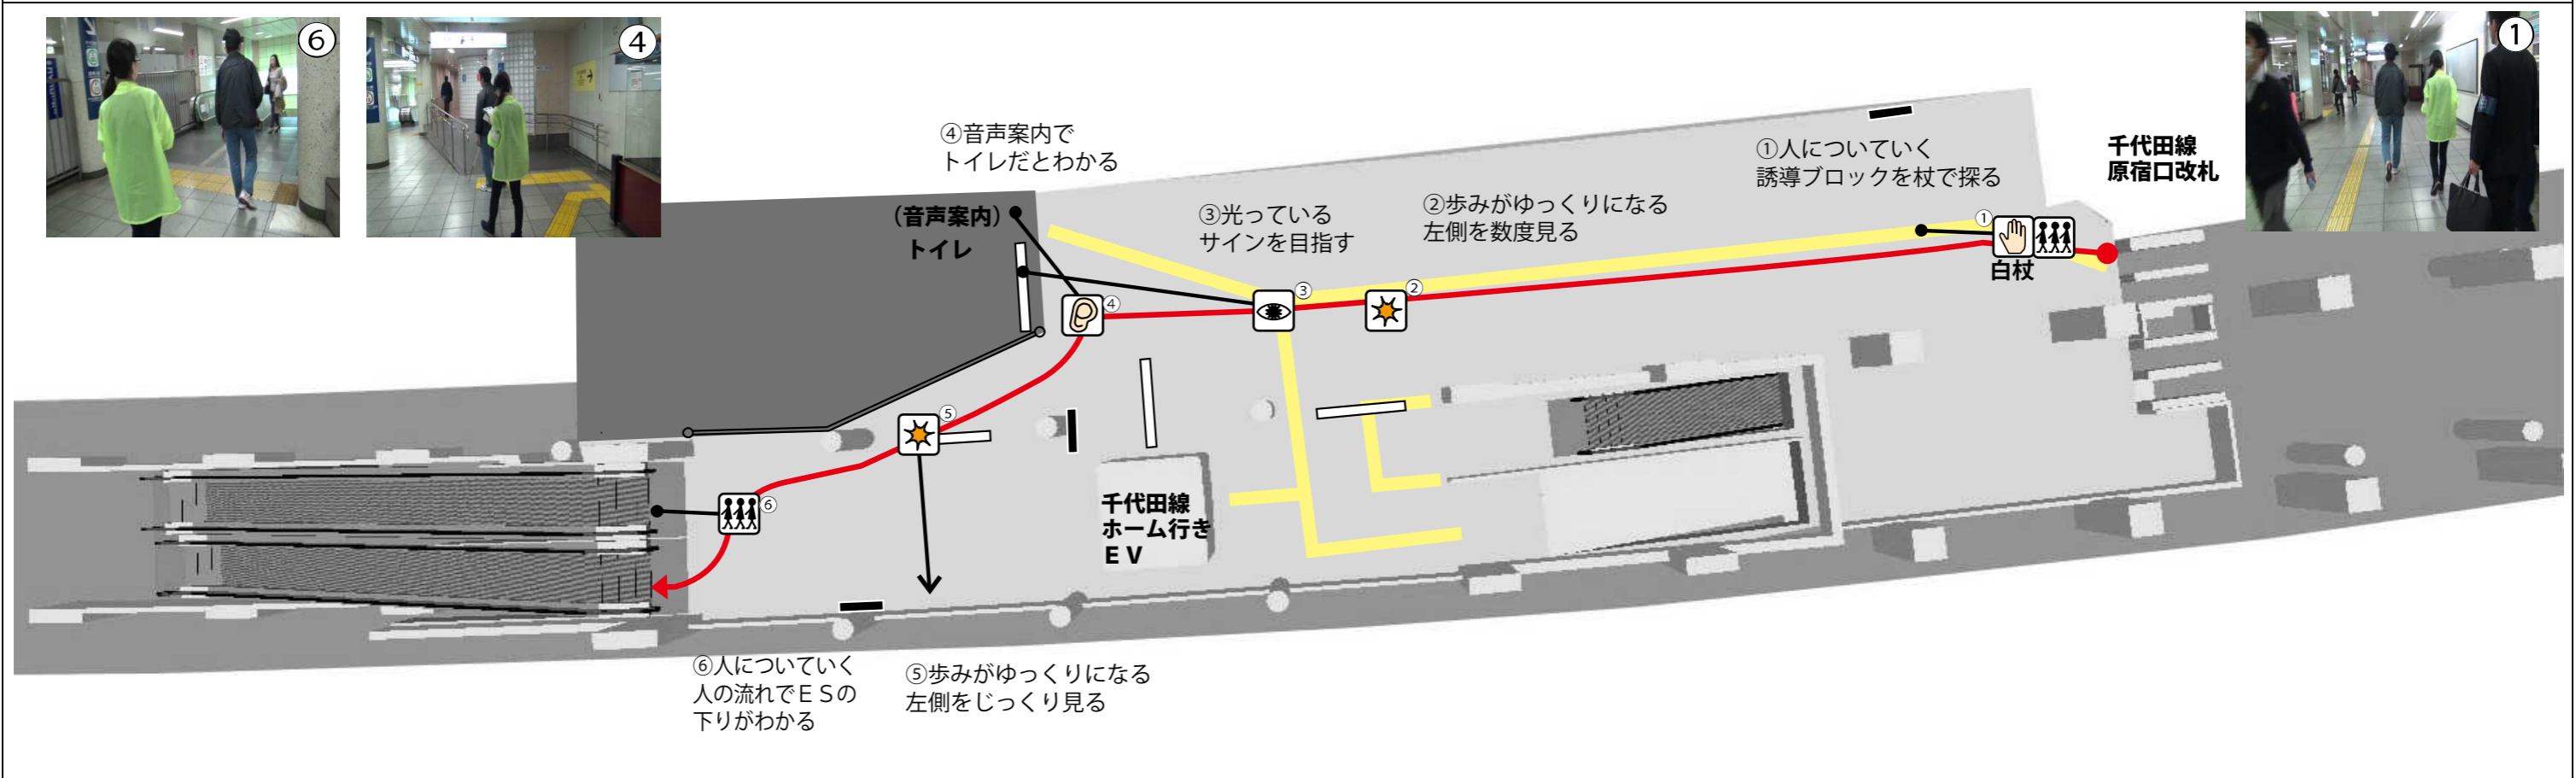 ⑥
④
①
④音声案内で
トイレだとわかる
(音声案内)
トイレ
③光っている
サインを目指す
②歩みがゆっくりになる
左側を数度見る
①人についていく
誘導ブロックを杖で探る
千代田線
原宿口改札
①
白杖
②
③
④
⑤
⑥
千代田線
ホーム行き
ＥＶ
⑥人についていく
人の流れでＥＳの
下りがわかる
⑤歩みがゆっくりになる
左側をじっくり見る